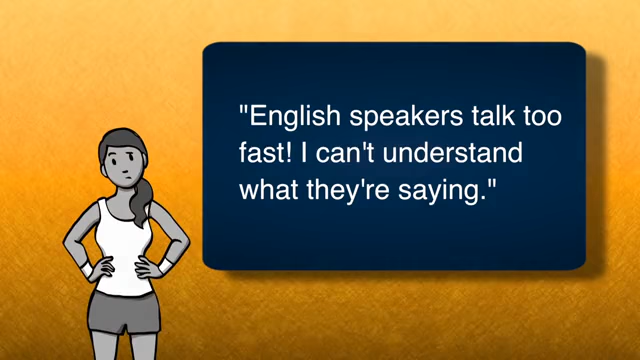 "English speakers talk too
fast! I can't understand
what they're saying."